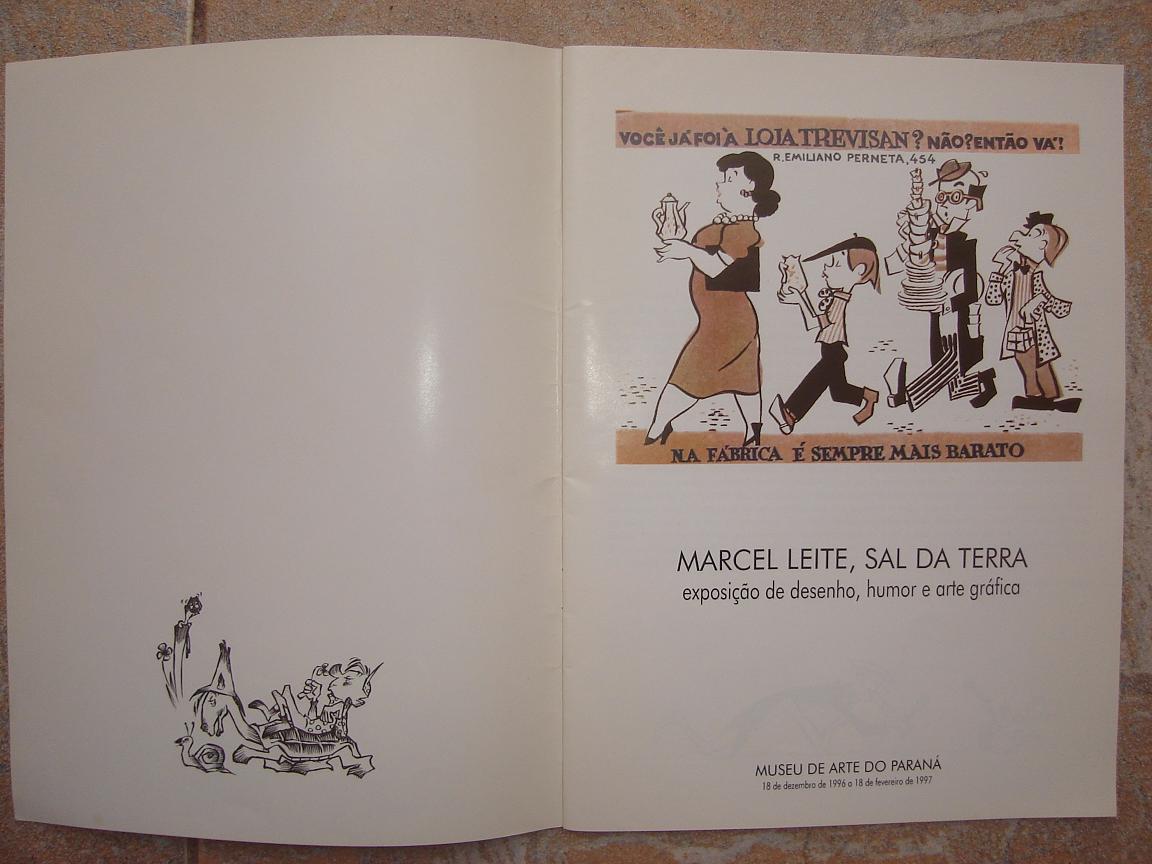 VOCÊ JÁ FOI À LOJA TREVISAN? NÃO? ENTÃO VÁ!
R. EMILIANO PERNETA, 454
NA FÁBRICA É SEMPRE MAIS BARATO
MARCEL LEITE, SAL DA TERRA
exposição de desenho, humor e arte gráfica
MUSEU DE ARTE DO PARANÁ
18 de dezembro de 1996 a 18 de fevereiro de 1997